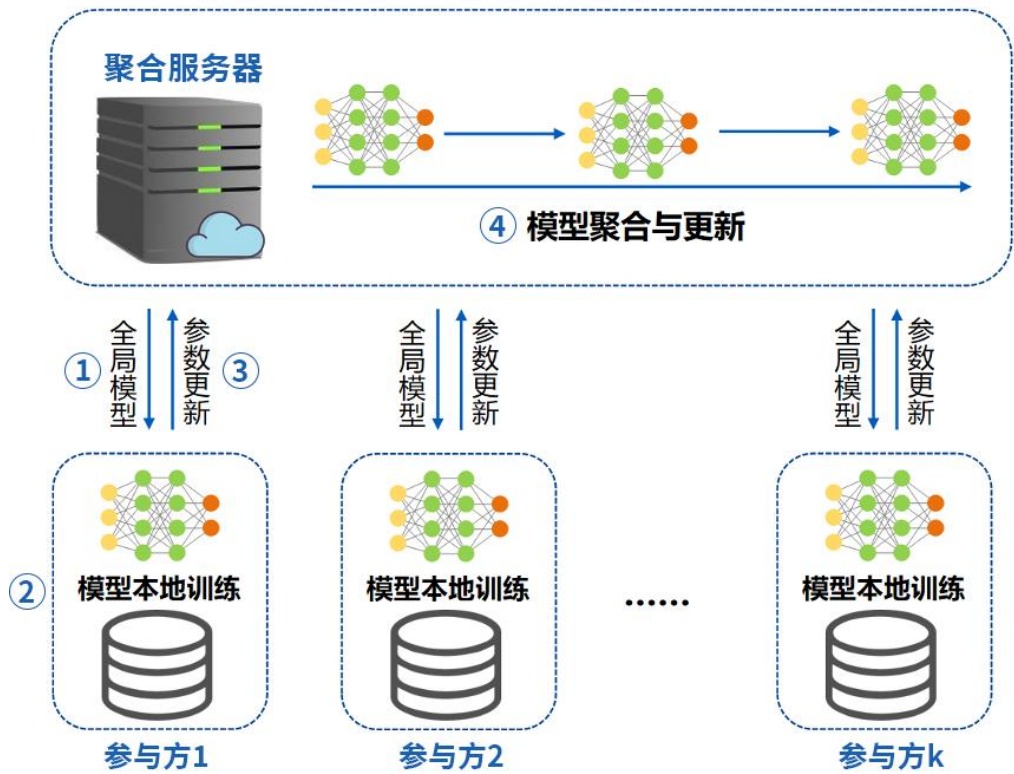 聚合服务器
④ 模型聚合与更新
① 全局模型
参数更新 ③
全局模型
参数更新
全局模型
参数更新
② 模型本地训练
模型本地训练
......
模型本地训练
参与方1
参与方2
参与方k